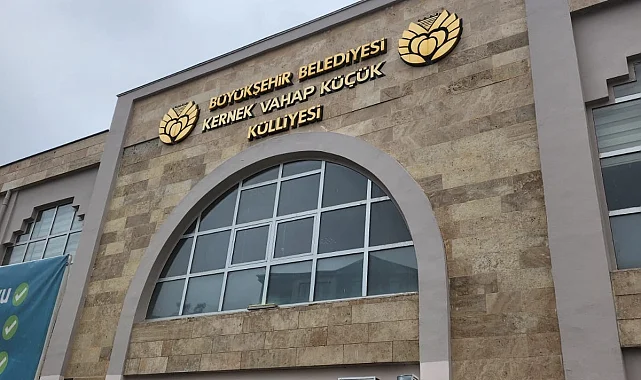 BÜYÜKŞEHİR BELEDİYESİ
KERNEK VAHAP KÜÇÜK
KÜLLİYESİ